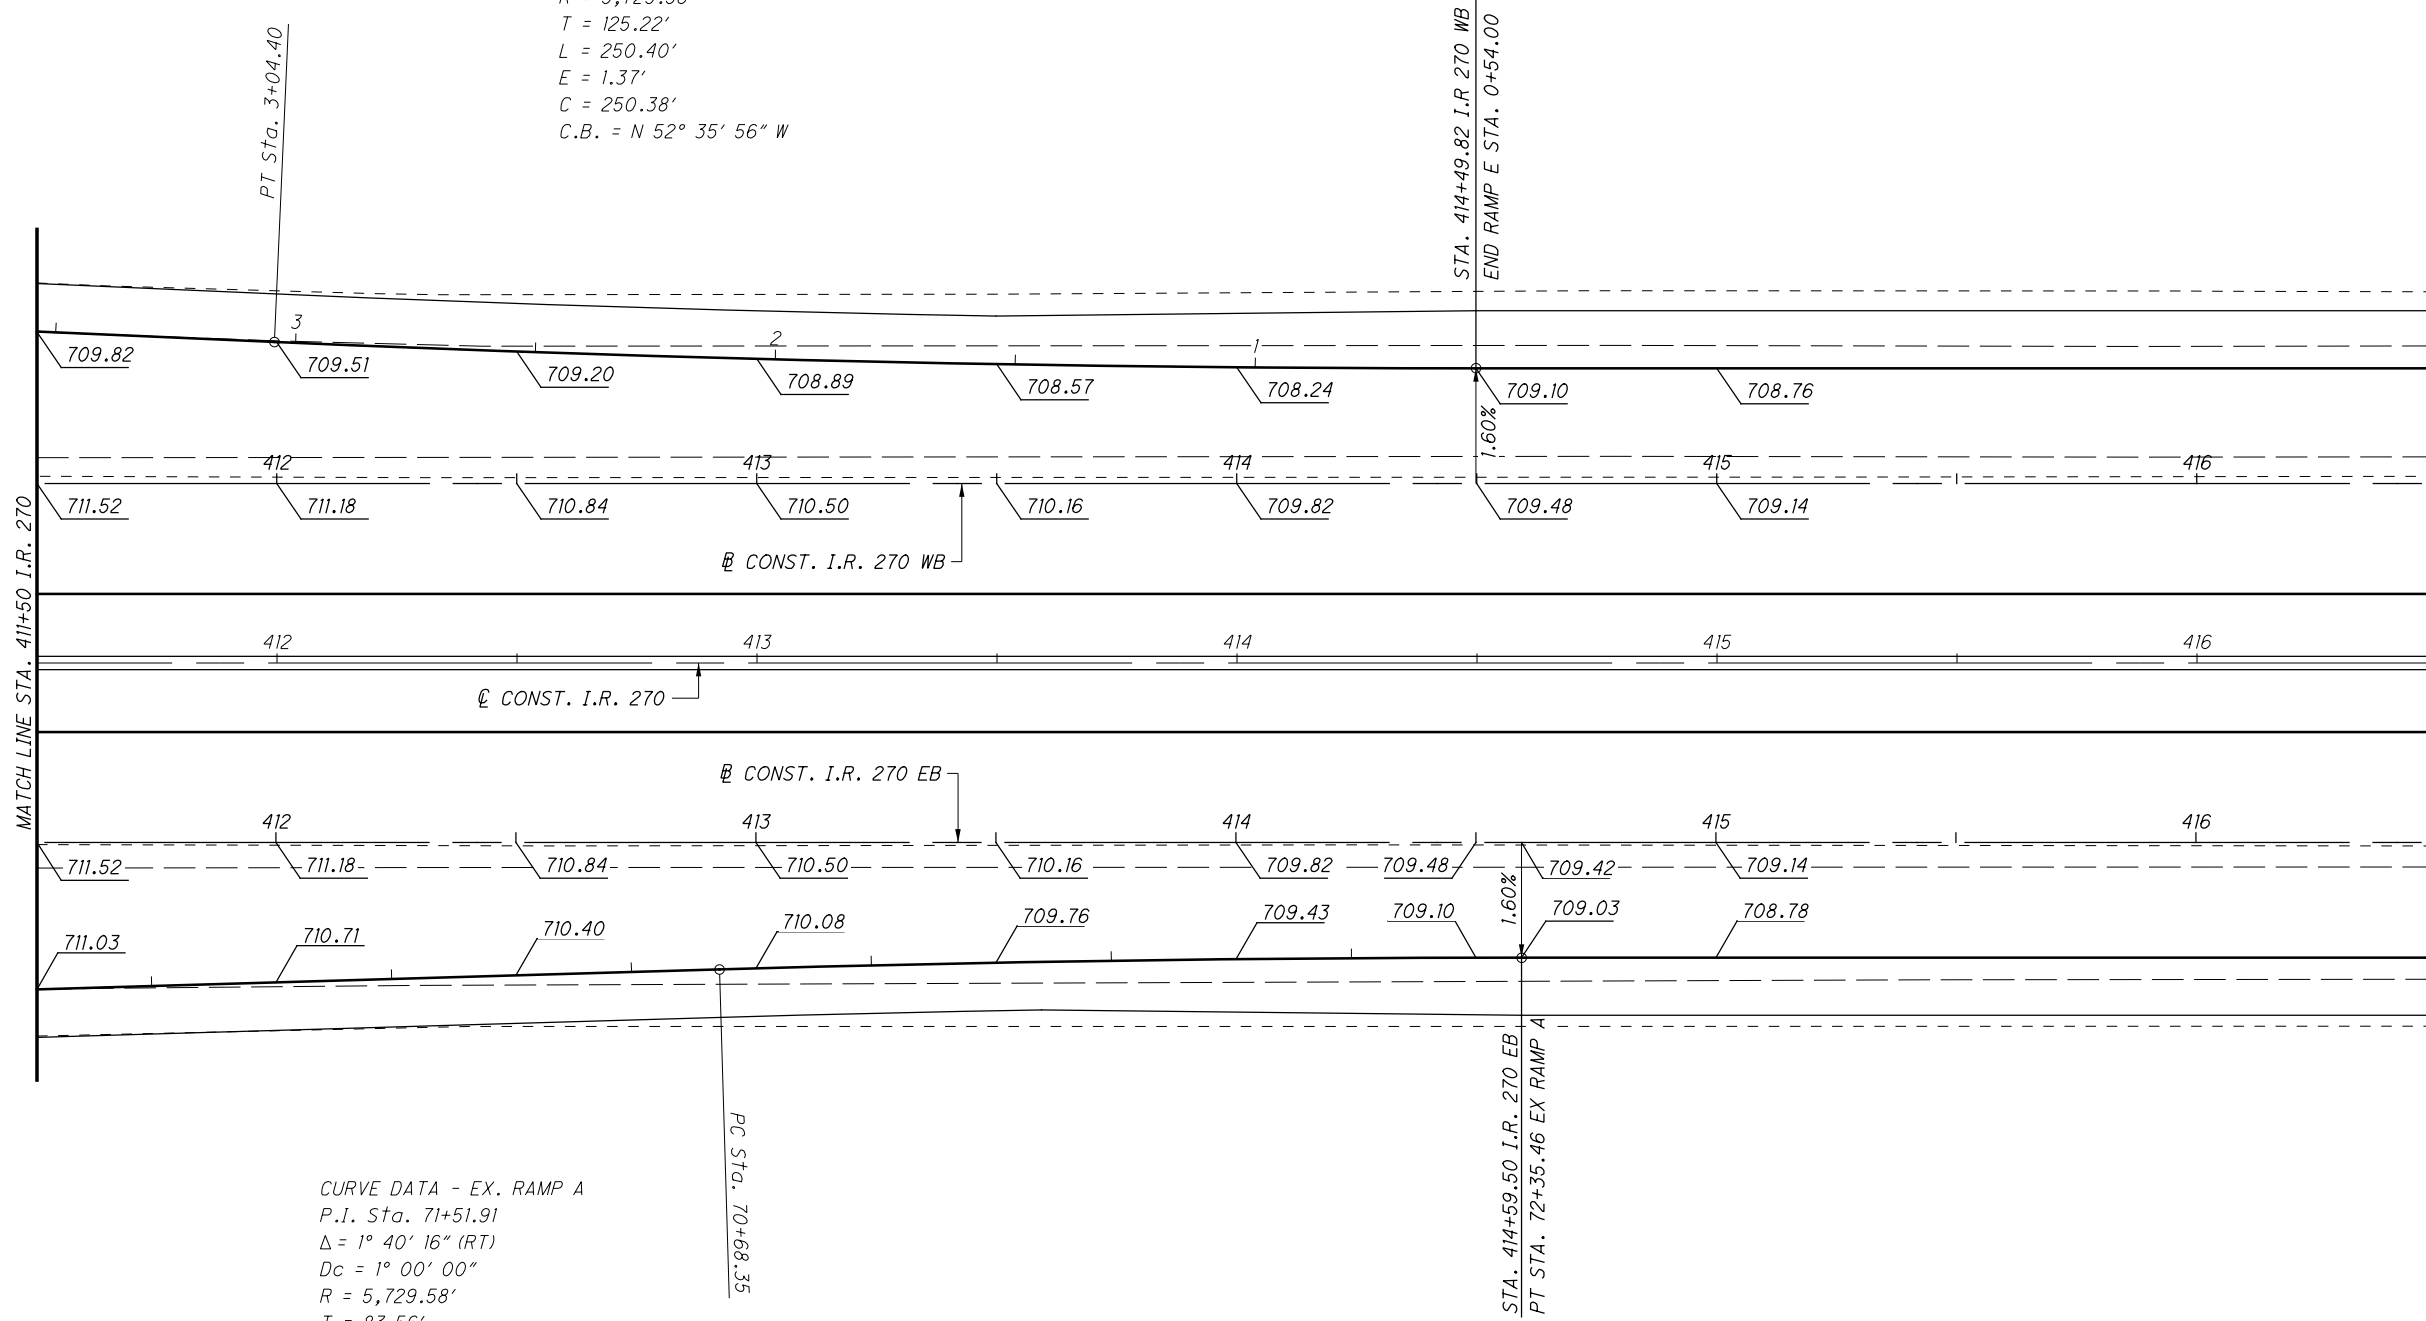 T = 125.22'
L = 250.40'
E = 1.37'
C = 250.38'
C.B. = N 52° 35' 56" W
PT Sta. 3+04.40
STA. 414+49.82 I.R 270 WB
END RAMP E STA. 0+54.00
3
2
1
709.82
709.51
709.20
708.89
708.57
708.24
709.10
708.76
1.60%
412
413
414
415
416
711.52
711.18
710.84
710.50
710.16
709.82
709.48
709.14
MATCH LINE STA. 411+50 I.R. 270
BL CONST. I.R. 270 WB
412
413
414
415
416
CL CONST. I.R. 270
BL CONST. I.R. 270 EB
412
413
414
415
416
711.52
711.18
710.84
710.50
710.16
709.82
709.48
709.42
709.14
1.60%
711.03
710.71
710.40
710.08
709.76
709.43
709.10
709.03
708.78
PC Sta. 70+68.35
STA. 414+59.50 I.R. 270 EB
PT STA. 72+35.46 EX RAMP A
CURVE DATA - EX. RAMP A
P.I. Sta. 71+51.91
Δ = 1° 40' 16" (RT)
Dc = 1° 00' 00"
R = 5,729.58'